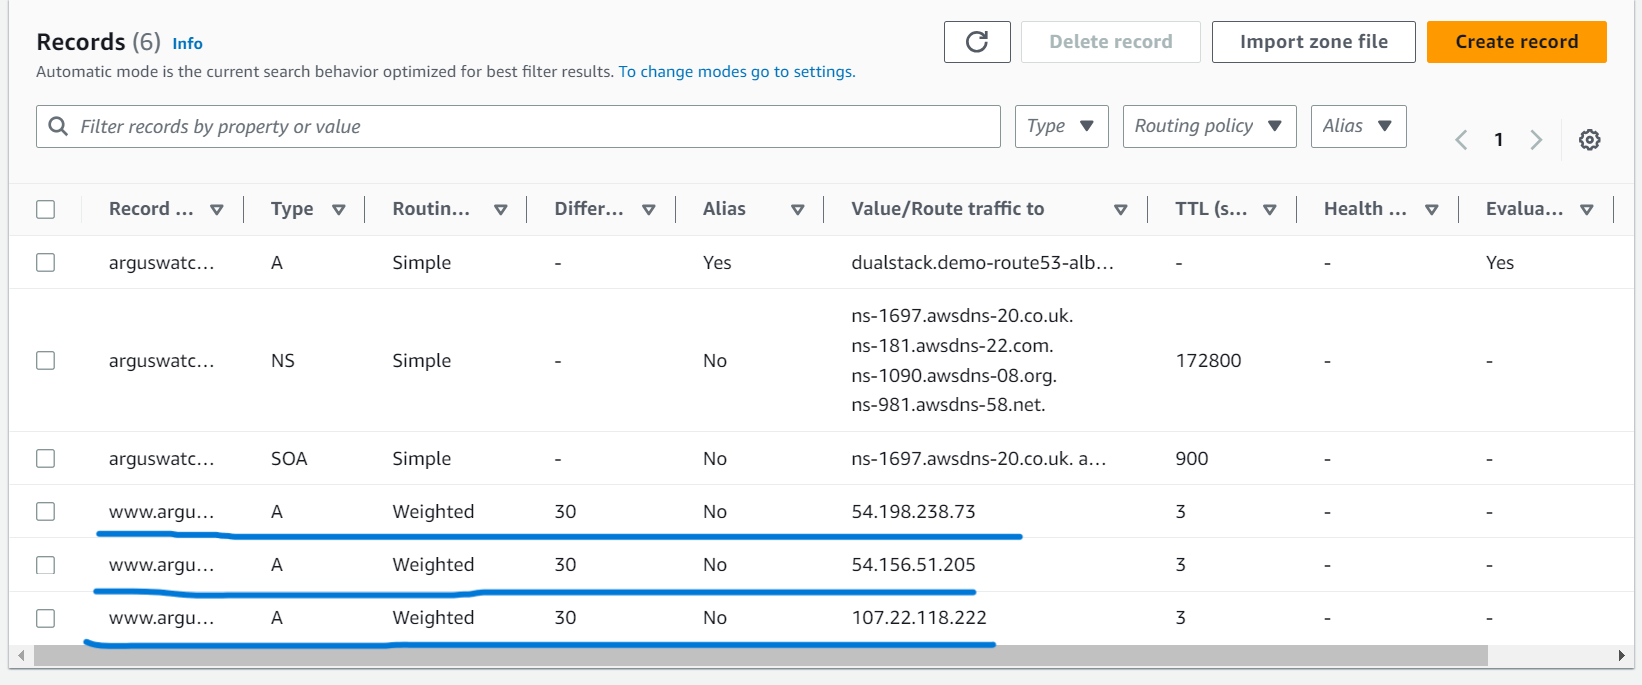 Records (6) Info
Delete record
Import zone file
Create record
Automatic mode is the current search behavior optimized for best filter results. To change modes go to settings.
Filter records by property or value
Type
Routing policy
Alias
1
Record ... Type Routin... Differ... Alias Value/Route traffic to TTL (s... Health ... Evalua...
arguswatc... A Simple - Yes dualstack.demo-route53-alb... - - Yes
ns-1697.awsdns-20.co.uk.
ns-181.awsdns-22.com.
arguswatc... NS Simple - No 172800 - -
ns-1090.awsdns-08.org.
ns-981.awsdns-58.net.
arguswatc... SOA Simple - No ns-1697.awsdns-20.co.uk. a... 900 - -
www.argu... A Weighted 30 No 54.198.238.73 3 - -
www.argu... A Weighted 30 No 54.156.51.205 3 - -
www.argu... A Weighted 30 No 107.22.118.222 3 - -